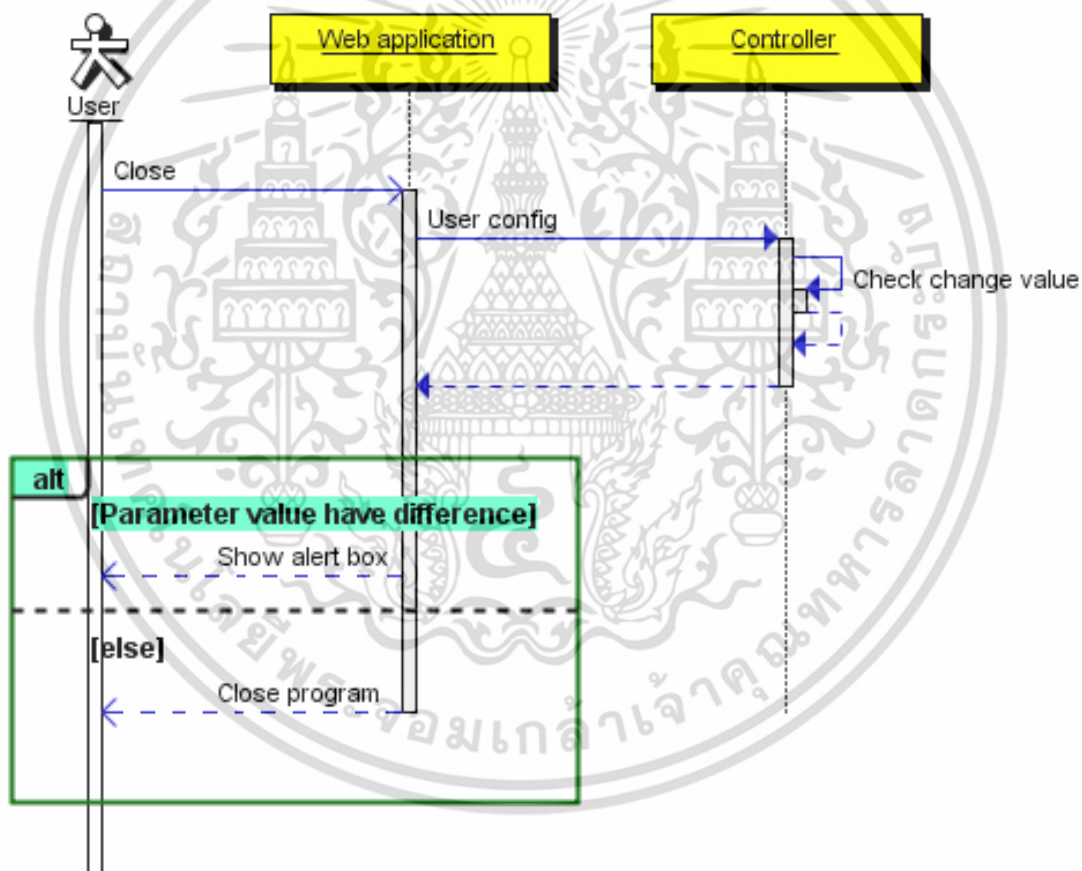 Web application
Controller
User
Close
User config
Check change value
alt
[Parameter value have difference]
Show alert box
[else]
Close program